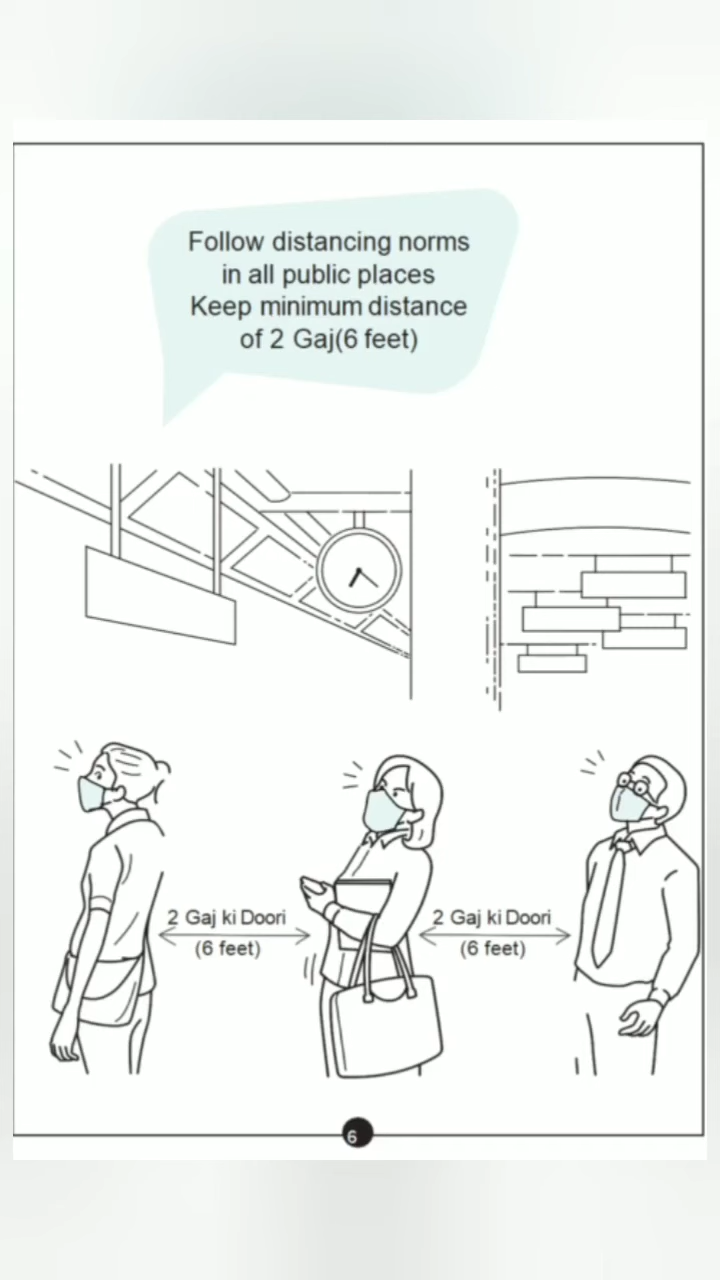 Follow distancing norms
in all public places
Keep minimum distance
of 2 Gaj(6 feet)
2 Gaj ki Doori
(6 feet)
2 Gaj ki Doori
(6 feet)
6